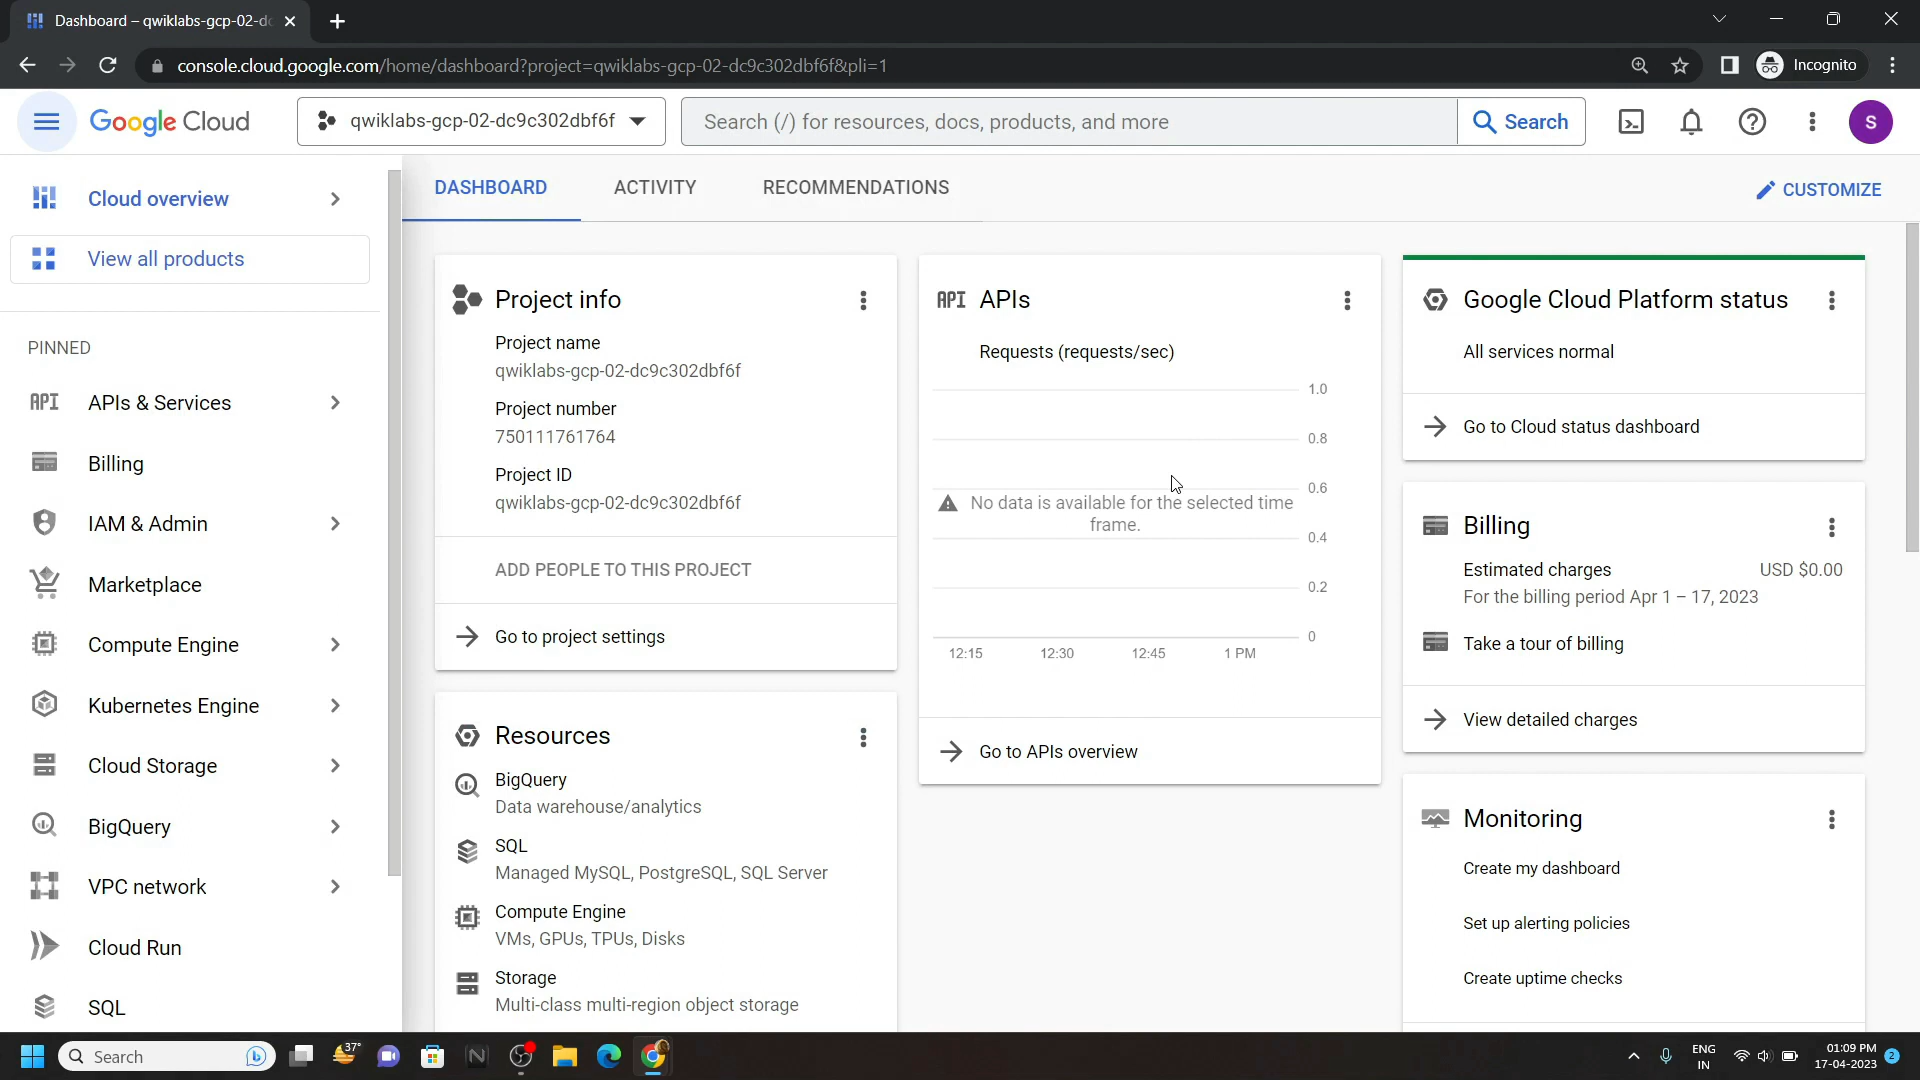 Dashboard – qwiklabs-gcp-02-dc
console.cloud.google.com/home/dashboard?project=qwiklabs-gcp-02-dc9c302dbf6f&pli=1
Incognito
Google Cloud
qwiklabs-gcp-02-dc9c302dbf6f
Search (/) for resources, docs, products, and more
Search
S
Cloud overview
View all products
PINNED
API
APIs & Services
Billing
IAM & Admin
Marketplace
Compute Engine
Kubernetes Engine
Cloud Storage
BigQuery
VPC network
Cloud Run
SQL
DASHBOARD
ACTIVITY
RECOMMENDATIONS
CUSTOMIZE
Project info
Project name
qwiklabs-gcp-02-dc9c302dbf6f
Project number
750111761764
Project ID
qwiklabs-gcp-02-dc9c302dbf6f
ADD PEOPLE TO THIS PROJECT
Go to project settings
Resources
BigQuery
Data warehouse/analytics
SQL
Managed MySQL, PostgreSQL, SQL Server
Compute Engine
VMs, GPUs, TPUs, Disks
Storage
Multi-class multi-region object storage
API APIs
Requests (requests/sec)
1.0
0.8
0.6
No data is available for the selected time
frame.
0.4
0.2
0
12:15 12:30 12:45 1 PM
Go to APIs overview
Google Cloud Platform status
All services normal
Go to Cloud status dashboard
Billing
Estimated charges USD $0.00
For the billing period Apr 1 – 17, 2023
Take a tour of billing
View detailed charges
Monitoring
Create my dashboard
Set up alerting policies
Create uptime checks
Search
37°
ENG
IN
01:09 PM
17-04-2023
2